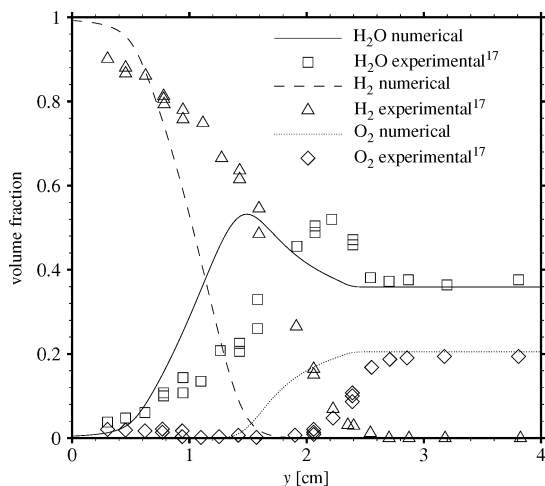 H₂O numerical
H₂O experimental¹⁷
H₂ numerical
H₂ experimental¹⁷
O₂ numerical
O₂ experimental¹⁷
volume fraction
1
0.8
0.6
0.4
0.2
0
0 1 2 3 4
y [cm]